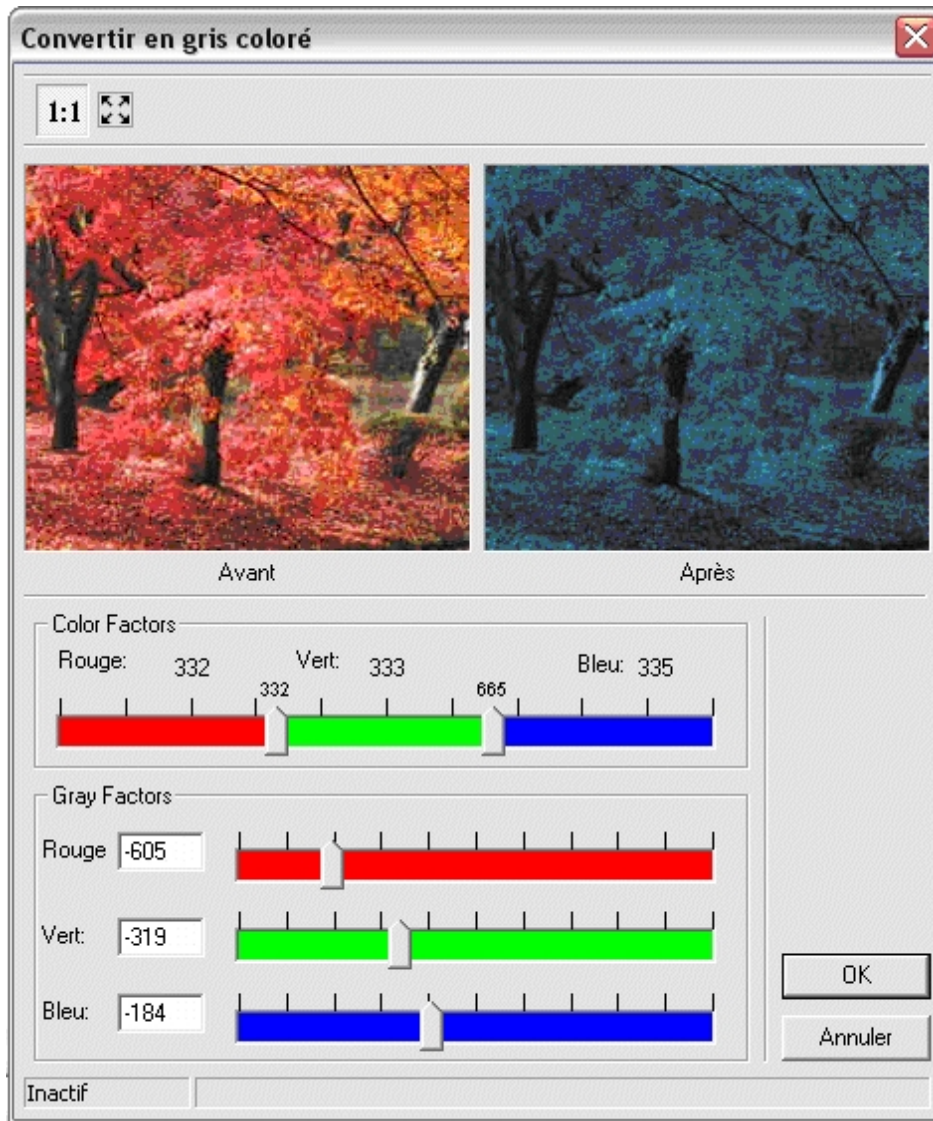 Convertir en gris coloré
1:1
Avant
Après
Color Factors
Rouge: 332 Vert: 333 Bleu: 335
332 665
Gray Factors
Rouge -605
Vert: -319
Bleu: -184
OK
Annuler
Inactif